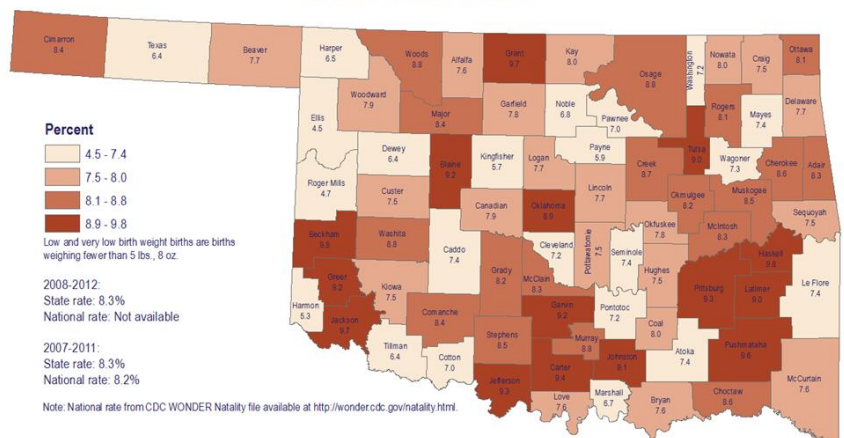 Cimarron
8.4
Texas
6.4
Beaver
7.7
Harper
6.5
Woods
8.8
Alfalfa
7.6
Grant
9.7
Kay
8.0
Osage
8.8
Washington
7.2
Nowata
8.0
Craig
7.5
Ottawa
8.1
Ellis
4.5
Woodward
7.9
Major
8.4
Garfield
7.8
Noble
6.8
Pawnee
7.0
Rogers
8.1
Mayes
7.4
Delaware
7.7
Dewey
6.4
Blaine
9.2
Kingfisher
5.7
Logan
7.7
Payne
5.9
Creek
8.7
Tulsa
9.0
Wagoner
7.3
Cherokee
8.6
Adair
8.3
Roger Mills
4.7
Custer
7.5
Canadian
7.9
Oklahoma
8.9
Lincoln
7.7
Okmulgee
8.2
Muskogee
8.5
Sequoyah
7.5
Beckham
Washita
8.8
Caddo
7.4
Grady
8.2
McClain
8.3
Cleveland
7.2
Pottawatomie
7.5
Seminole
7.4
Okfuskee
7.8
McIntosh
8.3
Haskell
Greer
9.2
Kiowa
7.5
Hughes
7.5
Pittsburg
9.3
Latimer
9.0
Le Flore
7.4
Harmon
5.3
Jackson
9.7
Comanche
8.4
Garvin
9.2
Pontotoc
7.2
Coal
8.0
Tillman
6.4
Cotton
7.0
Stephens
8.5
Murray
8.8
Johnston
9.1
Atoka
7.4
Pushmataha
9.6
McCurtain
7.6
Jefferson
9.3
Carter
9.4
Love
7.6
Marshall
6.7
Bryan
7.6
Choctaw
8.6
Percent
4.5 - 7.4
7.5 - 8.0
8.1 - 8.8
8.9 - 9.8
Low and very low birth weight births are births
weighing fewer than 5 lbs., 8 oz.
2008-2012:
State rate: 8.3%
National rate: Not available
2007-2011:
State rate: 8.3%
National rate: 8.2%
Note: National rate from CDC WONDER Natality file available at http://wonder.cdc.gov/natality.html.